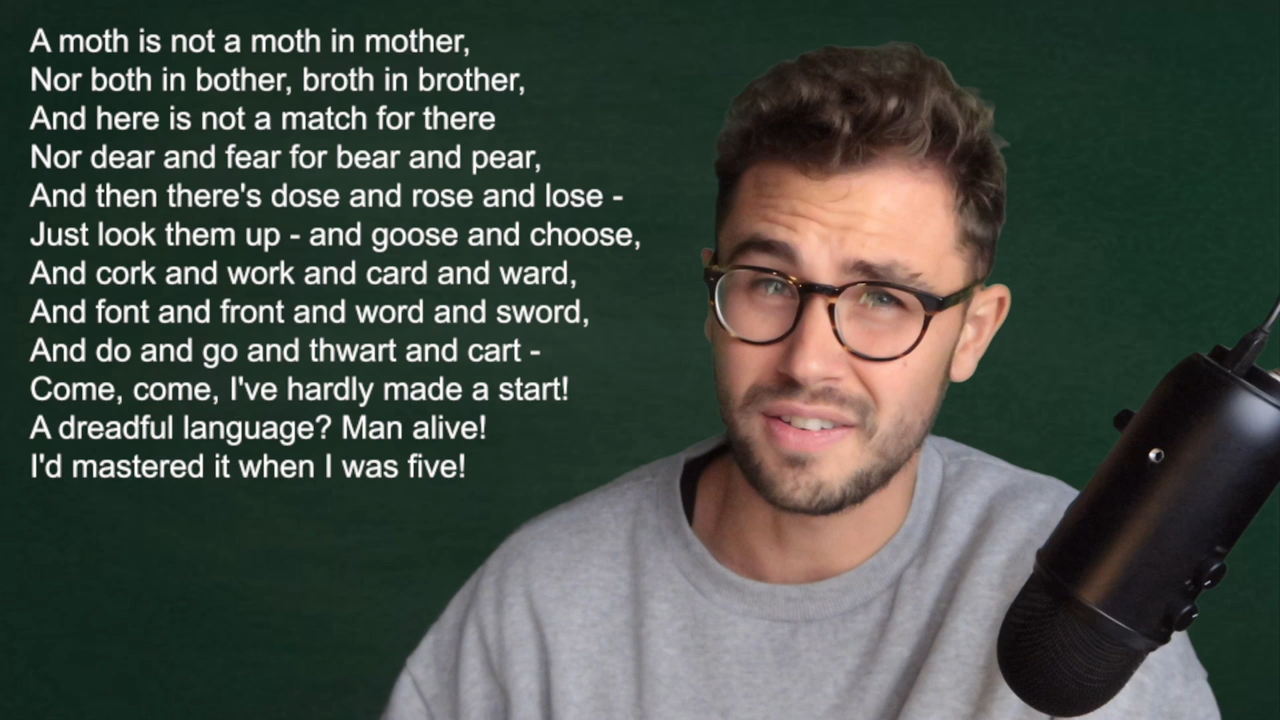 A moth is not a moth in mother,
Nor both in bother, broth in brother,
And here is not a match for there
Nor dear and fear for bear and pear,
And then there's dose and rose and lose -
Just look them up - and goose and choose,
And cork and work and card and ward,
And font and front and word and sword,
And do and go and thwart and cart -
Come, come, I've hardly made a start!
A dreadful language? Man alive!
I'd mastered it when I was five!